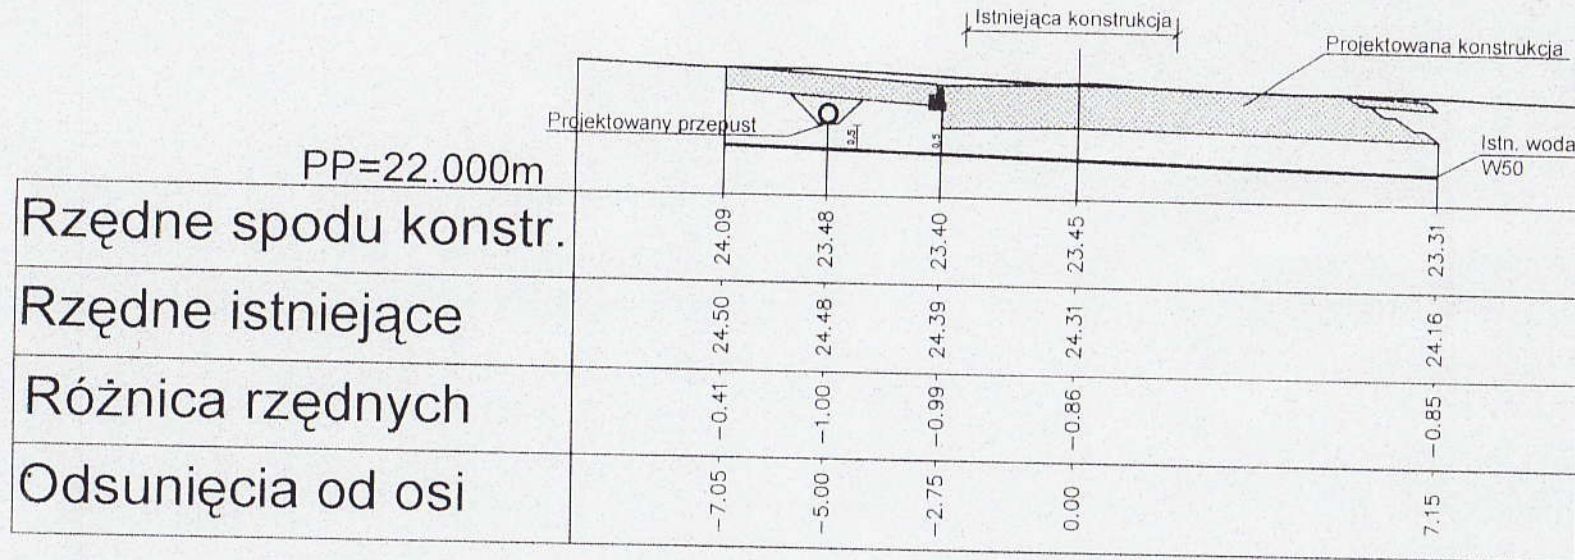 Istniejąca konstrukcja
Projektowana konstrukcja
Projektowany przepust
0.5
0.5
Istn. woda
W50
PP=22.000m
Rzędne spodu konstr. 24.09 23.48 23.40 23.45 23.31
Rzędne istniejące 24.50 24.48 24.39 24.31 24.16
Różnica rzędnych -0.41 -1.00 -0.99 -0.86 -0.85
Odsunięcia od osi -7.05 -5.00 -2.75 0.00 7.15